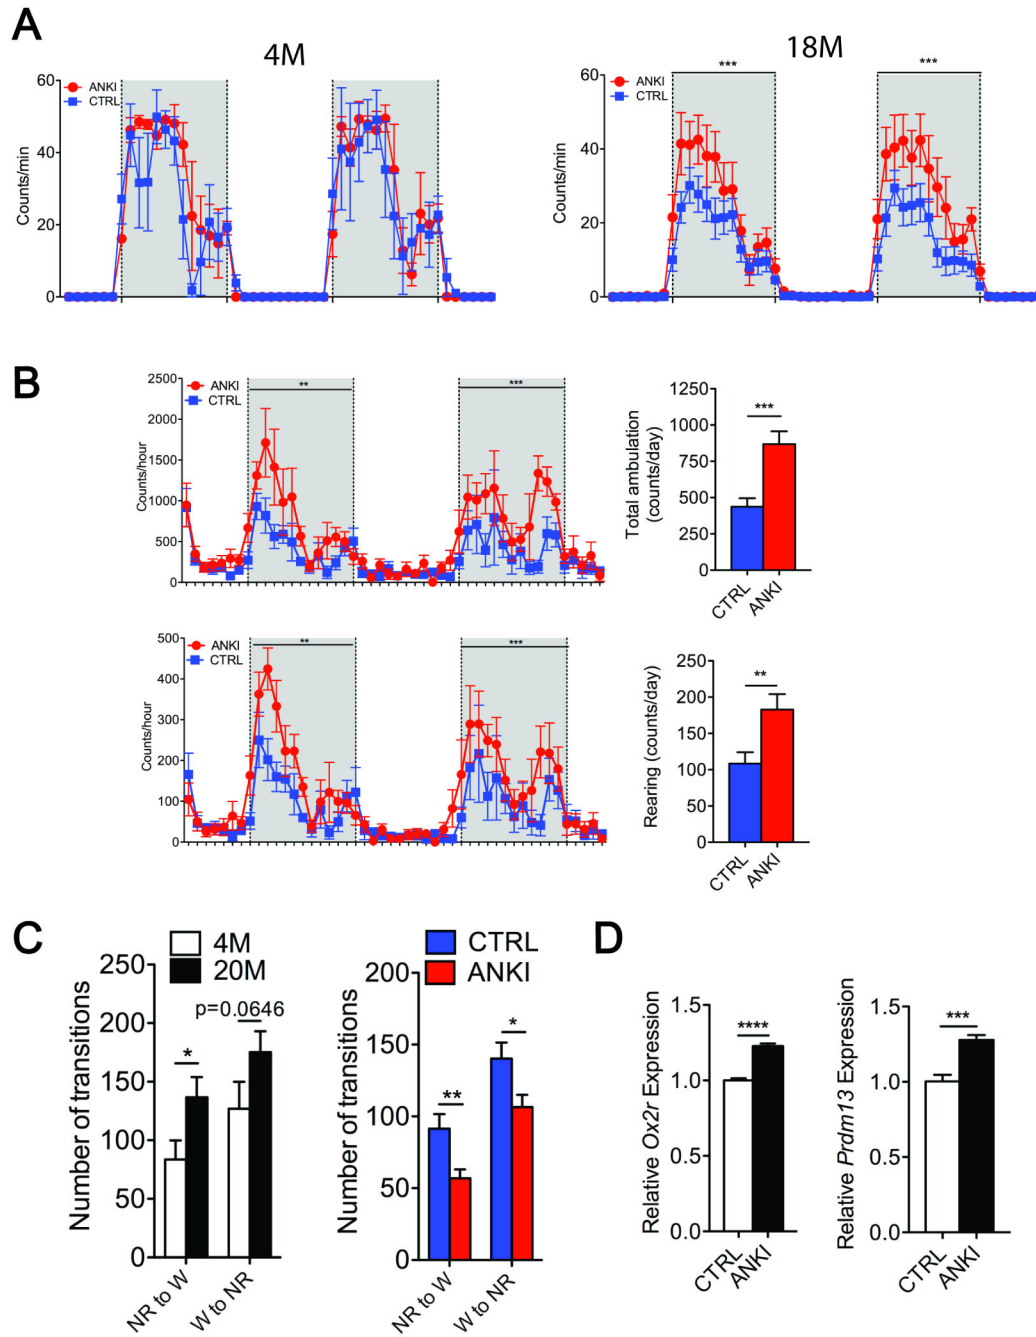 A
4M
18M
ANKI
CTRL
Counts/min
60
40
20
0
ANKI
CTRL
***
***
Counts/min
60
40
20
0
B
ANKI
CTRL
**
***
Counts/hour
2500
2000
1500
1000
500
0
Total ambulation
(counts/day)
1250
1000
750
500
250
0
***
CTRL
ANKI
ANKI
CTRL
**
***
Counts/hour
500
400
300
200
100
0
Rearing (counts/day)
250
200
150
100
50
0
**
CTRL
ANKI
C
4M
20M
p=0.0646
*
Number of transitions
250
200
150
100
50
0
NR to W
W to NR
CTRL
ANKI
**
*
Number of transitions
200
150
100
50
0
NR to W
W to NR
D
Relative Ox2r Expression
1.5
1.0
0.5
0.0
****
CTRL
ANKI
Relative Prdm13 Expression
1.5
1.0
0.5
0.0
***
CTRL
ANKI